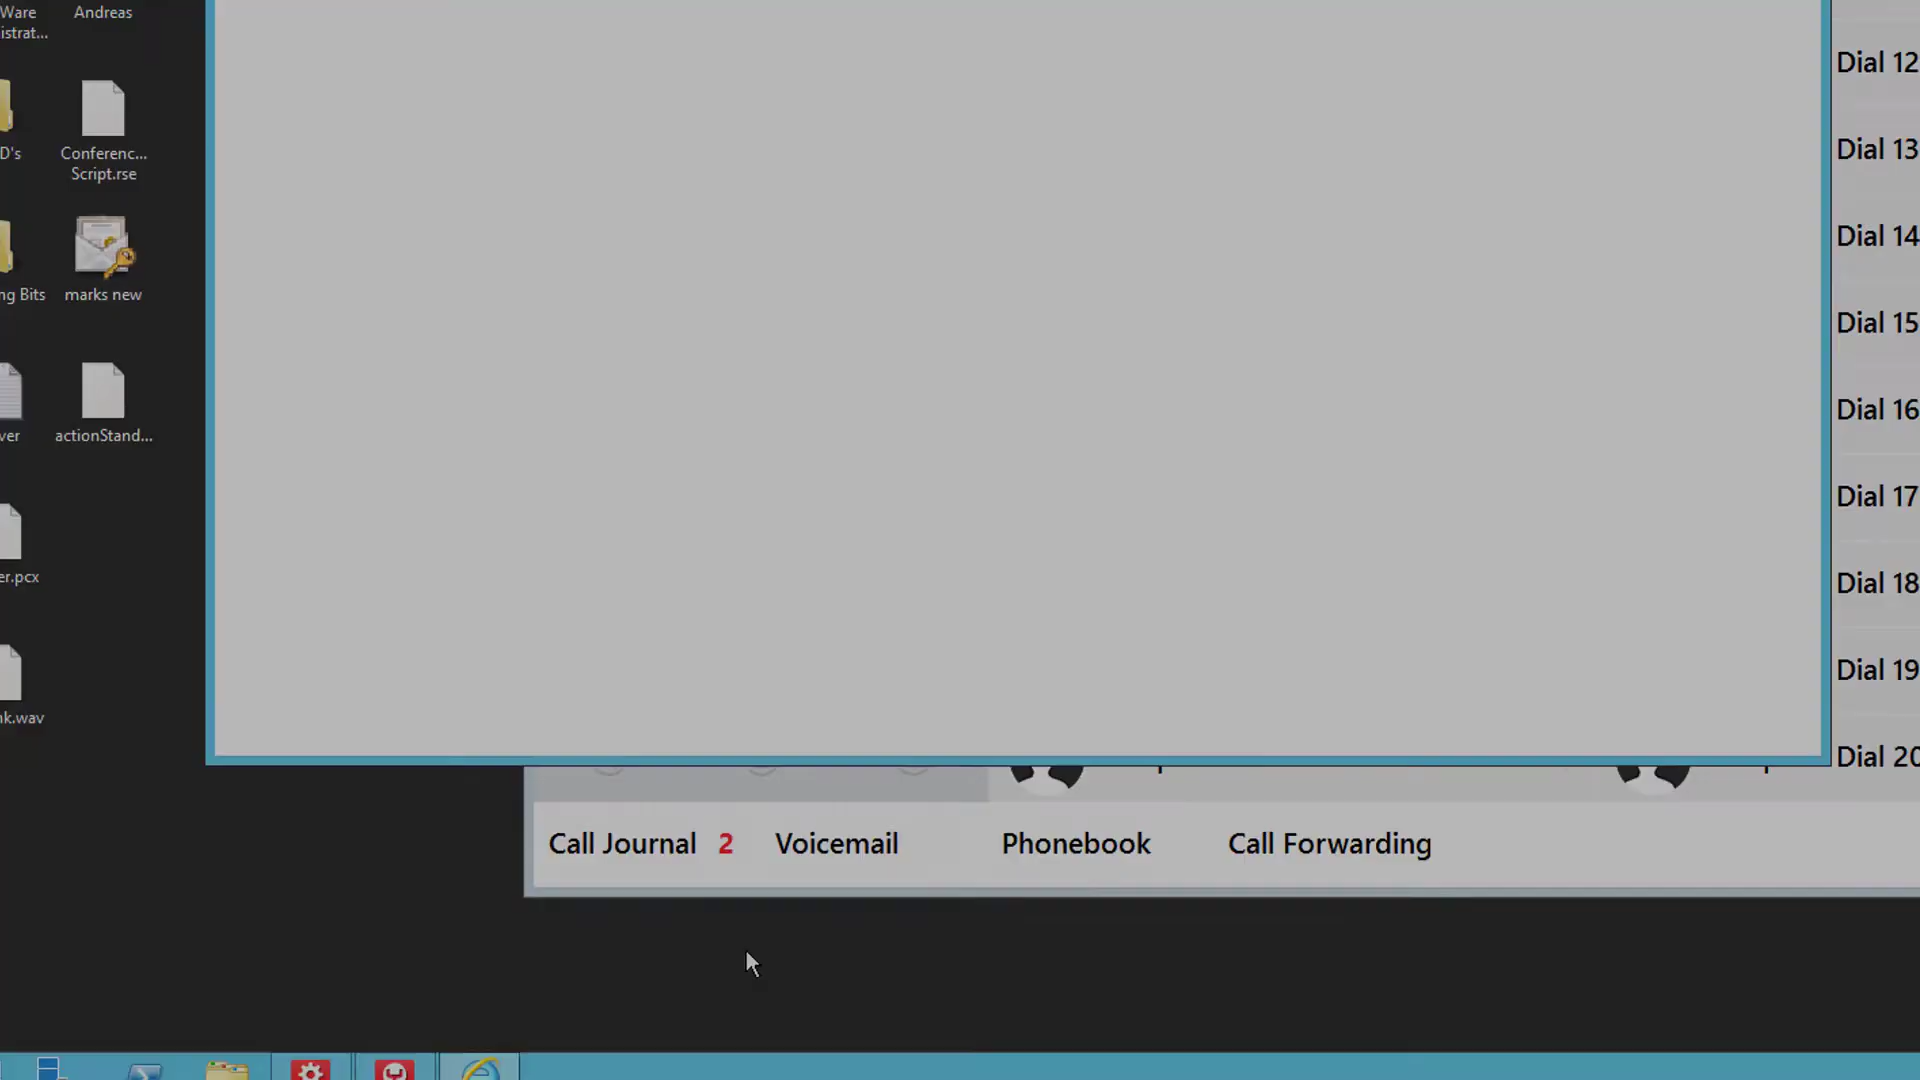 Ware
istrat...
Andreas
D's
Conferenc...
Script.rse
ng Bits
marks new
ver
actionStand...
er.pcx
nk.wav
Dial 12
Dial 13
Dial 14
Dial 15
Dial 16
Dial 17
Dial 18
Dial 19
Dial 20
Call Journal 2 Voicemail Phonebook Call Forwarding